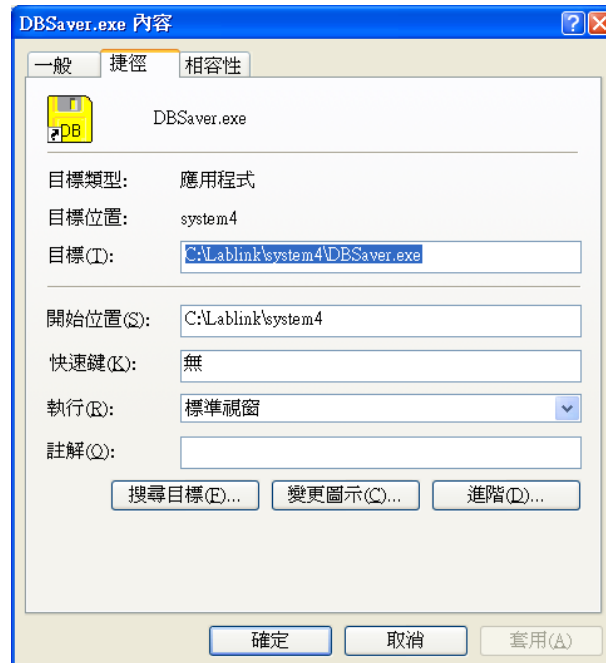 DBSaver.exe 內容
一般 捷徑 相容性
DB
DBSaver.exe
目標類型: 應用程式
目標位置: system4
目標(T): C:\Lablink\system4\DBSaver.exe
開始位置(S): C:\Lablink\system4
快速鍵(K): 無
執行(R): 標準視窗
註解(O):
搜尋目標(F)... 變更圖示(C)... 進階(D)...
確定 取消 套用(A)